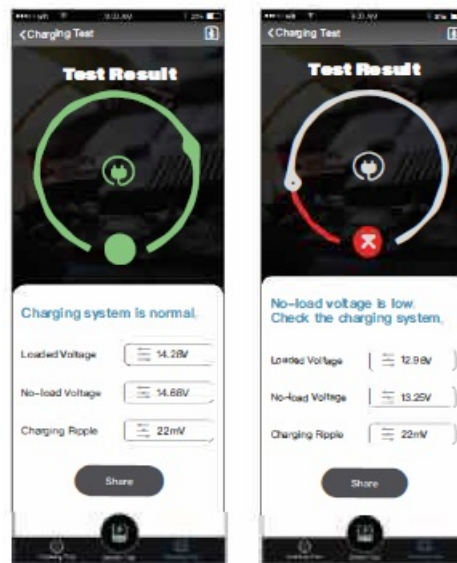 Charging Test
Test Result
Charging system is normal.
Loaded Voltage 14.28V
No-load Voltage 14.68V
Charging Ripple 22mV
Share
Charging Test
Test Result
No-load voltage is low.
Check the charging system.
Loaded Voltage 12.96V
No-load Voltage 13.25V
Charging Ripple 22mV
Share